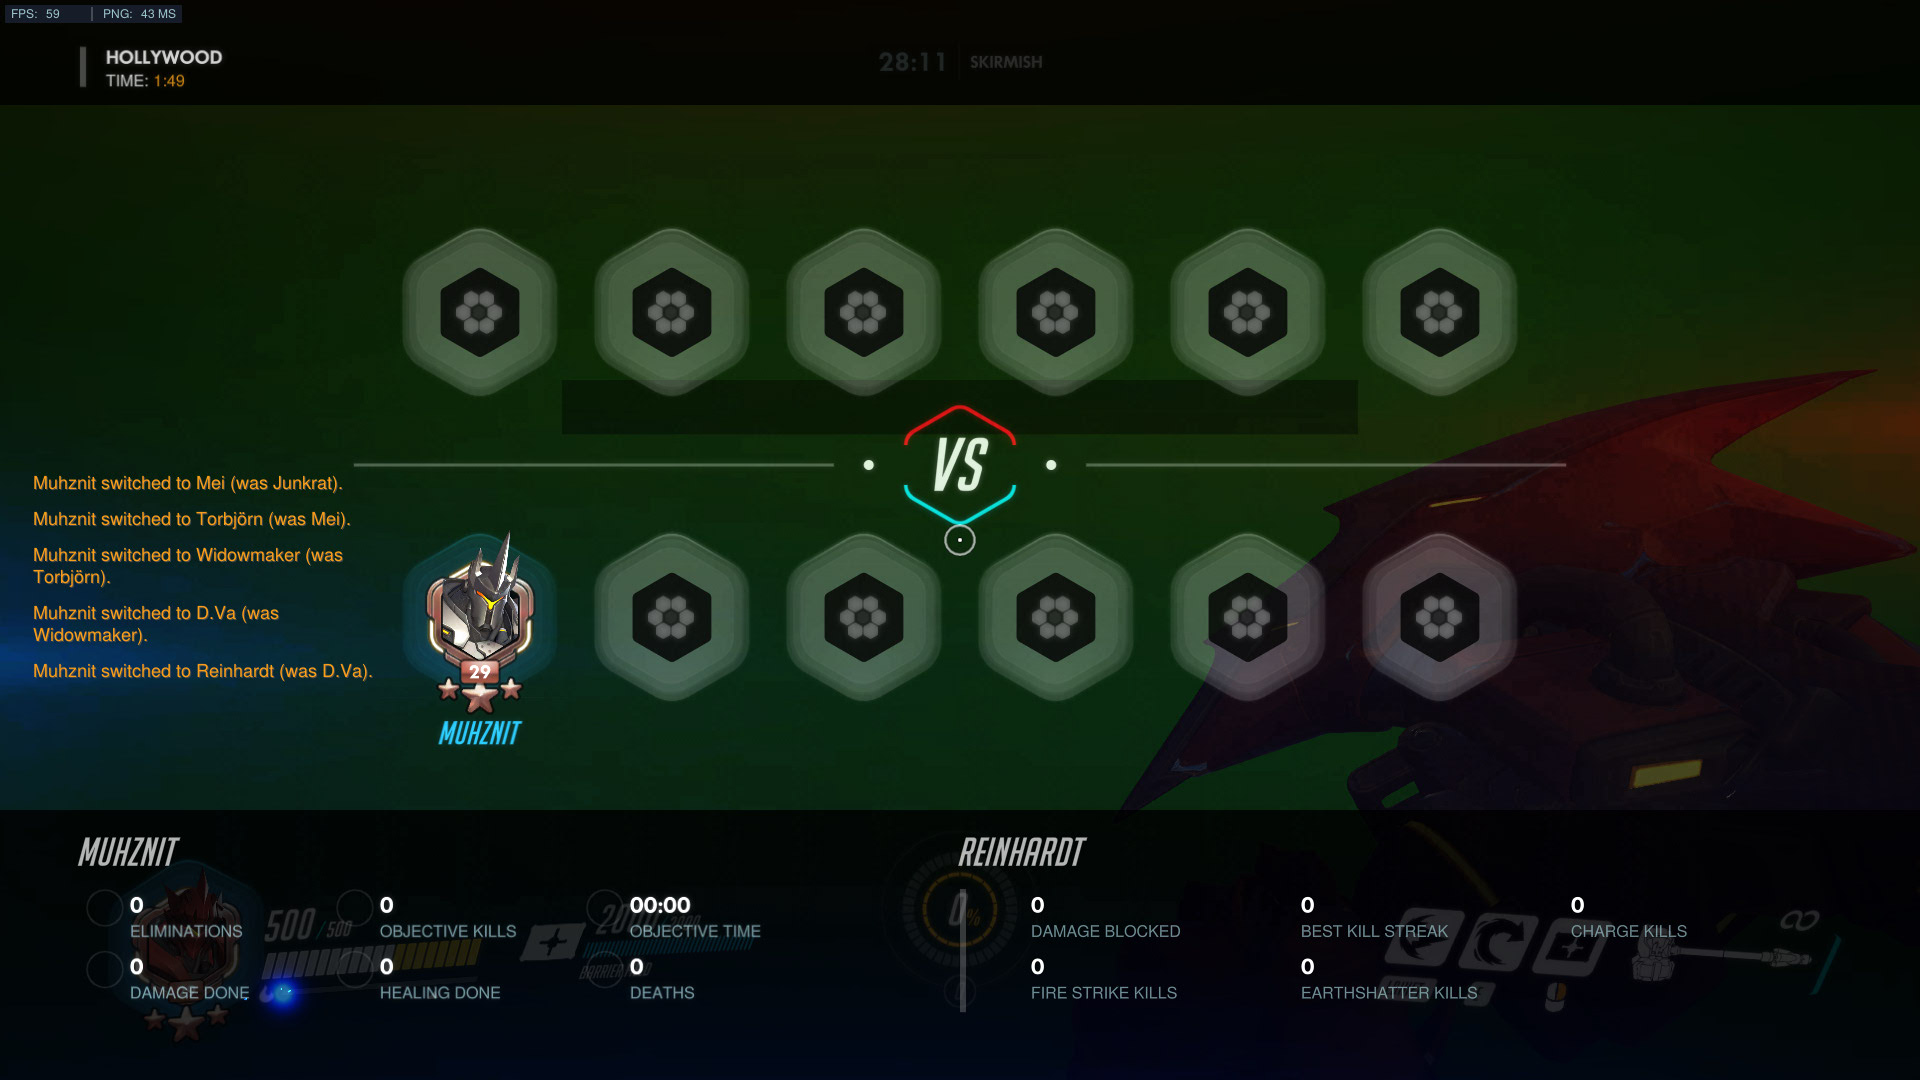 FPS: 59 | PNG: 43 MS
HOLLYWOOD
TIME: 1:49
28:11 | SKIRMISH
VS
Muhznit switched to Mei (was Junkrat).
Muhznit switched to Torbjörn (was Mei).
Muhznit switched to Widowmaker (was
Torbjörn).
Muhznit switched to D.Va (was
Widowmaker).
Muhznit switched to Reinhardt (was D.Va).
29
MUHZNIT
MUHZNIT
0
ELIMINATIONS
0
OBJECTIVE KILLS
00:00
OBJECTIVE TIME
0
DAMAGE DONE
0
HEALING DONE
0
DEATHS
500/500
0%
REINHARDT
0
DAMAGE BLOCKED
0
BEST KILL STREAK
0
CHARGE KILLS
0
FIRE STRIKE KILLS
0
EARTHSHATTER KILLS